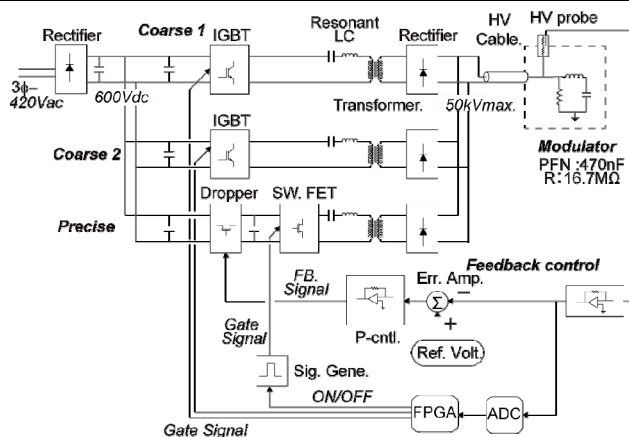 Rectifier
Coarse 1
IGBT
Resonant
LC
Rectifier
HV
Cable.
HV probe
3ϕ
420Vac
600Vdc
Transformer.
50kVmax.
Coarse 2
IGBT
Modulator
PFN :470nF
R: 16.7MΩ
Dropper
SW. FET
Precise
FB.
Signal
Feedback control
Err. Amp.
Σ
−
+
P-cntl.
Ref. Volt.
Gate
Signal
Sig. Gene.
ON/OFF
FPGA
ADC
Gate Signal